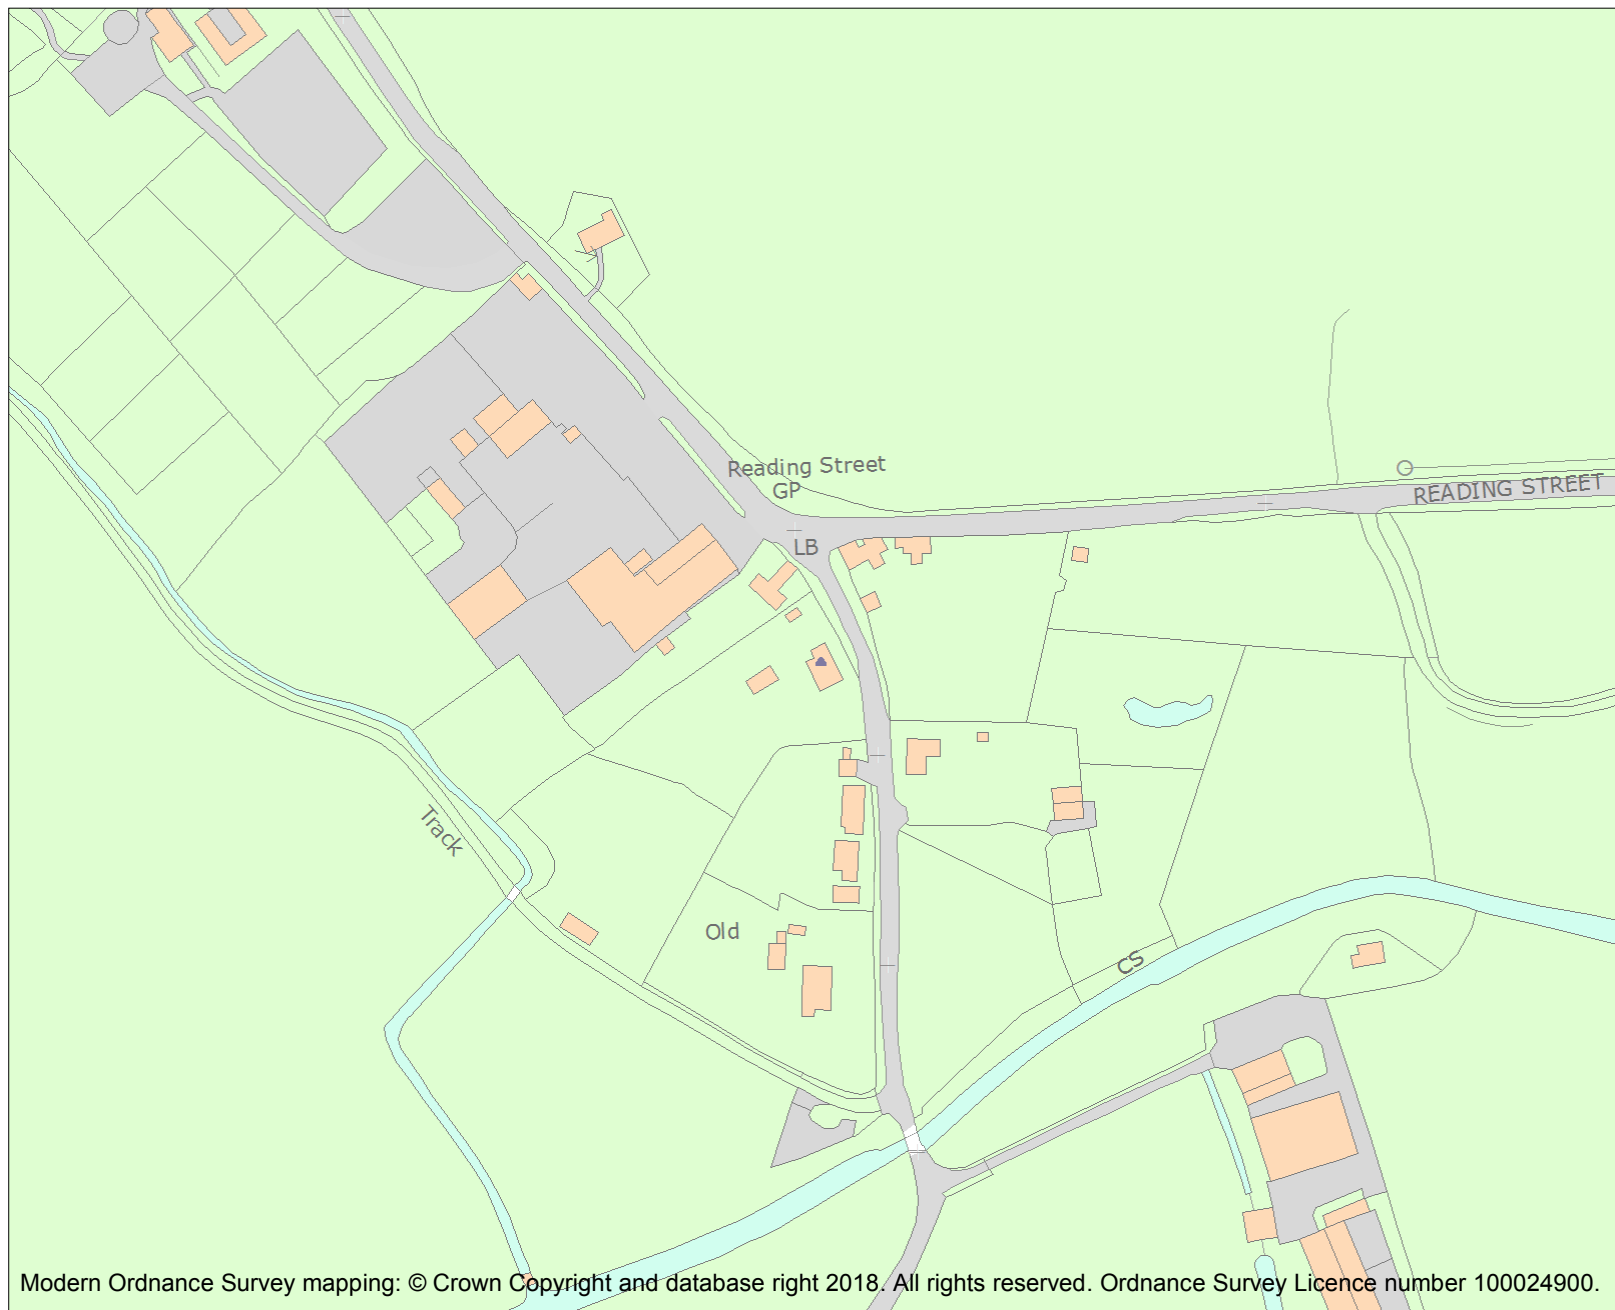 Reading Street
GP
READING STREET
LB
Track
Old
CS
Modern Ordnance Survey mapping: © Crown Copyright and database right 2018. All rights reserved. Ordnance Survey Licence number 100024900.